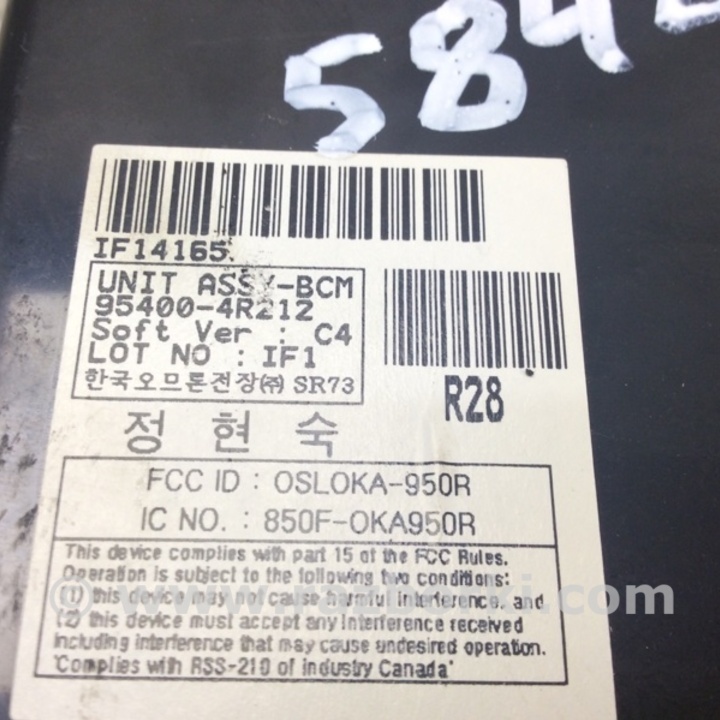 584
IF14165.
UNIT ASSY-BCM
95400-4R212
Soft Ver : C4
LOT NO : IF1
한국오므론전장㈜ SR73
R28
정 현 숙
FCC ID : OSLOKA-950R
IC NO. : 850F-OKA950R
This device complies with part 15 of the FCC Rules.
Operation is subject to the following two conditions:
(1) this device may not cause harmful interference, and
(2) this device must accept any interference received
including interference that may cause undesired operation.
"Complies with RSS-210 of Industry Canada"